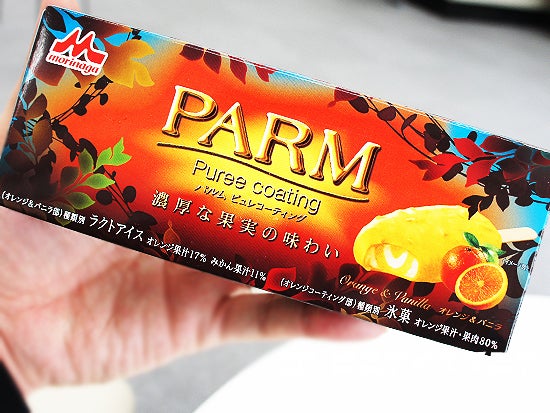 morinaga
PARM
Puree coating
パルム ピュレコーティング
濃厚な果実の味わい
(オレンジ&バニラ部)種類別 ラクトアイス オレンジ果汁17% みかん果汁11%
イメージ
Orange & Vanilla オレンジ&バニラ
(オレンジコーティング部)種類別 氷菓 オレンジ果汁・果肉80%